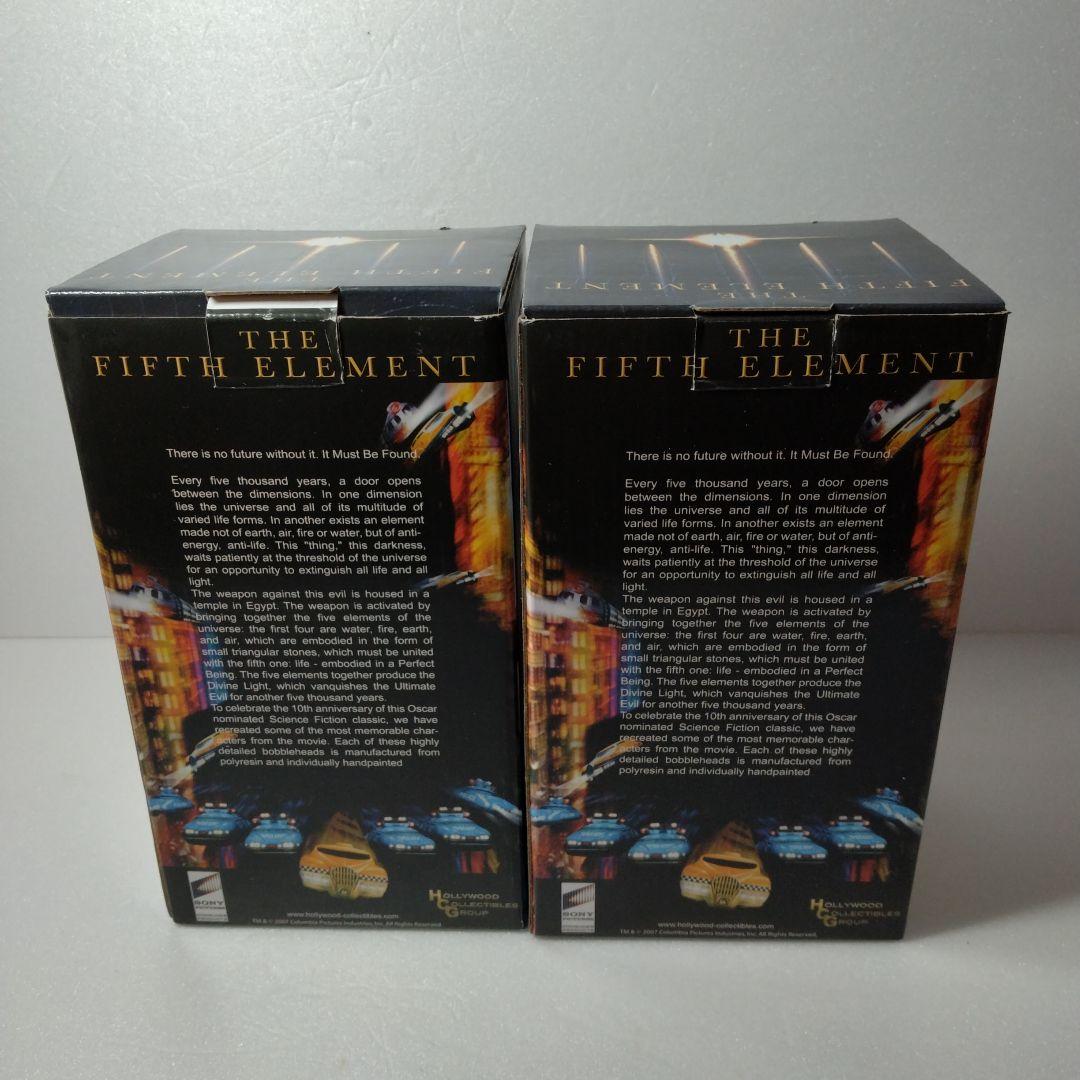 THE
FIFTH ELEMENT
THE
FIFTH ELEMENT
There is no future without it. It Must Be Found.
Every five thousand years, a door opens
between the dimensions. In one dimension
lies the universe and all of its multitude of
varied life forms. In another exists an element
made not of earth, air, fire or water, but of anti-
energy, anti-life. This "thing," this darkness,
waits patiently at the threshold of the universe
for an opportunity to extinguish all life and all
light.
The weapon against this evil is housed in a
temple in Egypt. The weapon is activated by
bringing together the five elements of the
universe: the first four are water, fire, earth,
and air, which are embodied in the form of
small triangular stones, which must be united
with the fifth one: life - embodied in a Perfect
Being. The five elements together produce the
Divine Light, which vanquishes the Ultimate
Evil for another five thousand years.
To celebrate the 10th anniversary of this Oscar
nominated Science Fiction classic, we have
recreated some of the most memorable char-
acters from the movie. Each of these highly
detailed bobbleheads is manufactured from
polyresin and individually handpainted
SONY
PICTURES
www.hollywood-collectibles.com
TM & © 2007 Columbia Pictures Industries, Inc. All Rights Reserved.
HOLLYWOOD
COLLECTIBLES
GROUP
THE
FIFTH ELEMENT
THE
FIFTH ELEMENT
There is no future without it. It Must Be Found.
Every five thousand years, a door opens
between the dimensions. In one dimension
lies the universe and all of its multitude of
varied life forms. In another exists an element
made not of earth, air, fire or water, but of anti-
energy, anti-life. This "thing," this darkness,
waits patiently at the threshold of the universe
for an opportunity to extinguish all life and all
light.
The weapon against this evil is housed in a
temple in Egypt. The weapon is activated by
bringing together the five elements of the
universe: the first four are water, fire, earth,
and air, which are embodied in the form of
small triangular stones, which must be united
with the fifth one: life - embodied in a Perfect
Being. The five elements together produce the
Divine Light, which vanquishes the Ultimate
Evil for another five thousand years.
To celebrate the 10th anniversary of this Oscar
nominated Science Fiction classic, we have
recreated some of the most memorable char-
acters from the movie. Each of these highly
detailed bobbleheads is manufactured from
polyresin and individually handpainted
SONY
PICTURES
www.hollywood-collectibles.com
TM & © 2007 Columbia Pictures Industries, Inc. All Rights Reserved.
HOLLYWOOD
COLLECTIBLES
GROUP